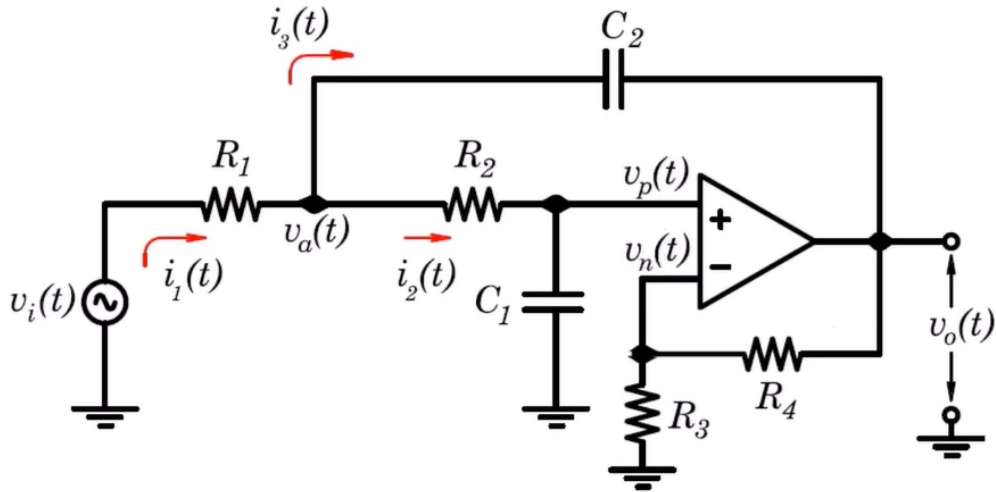 i₃(t)
C₂
R₁
R₂
vₚ(t)
+
vₐ(t)
vₙ(t)
−
i₁(t)
i₂(t)
vᵢ(t)
C₁
vₒ(t)
R₄
R₃